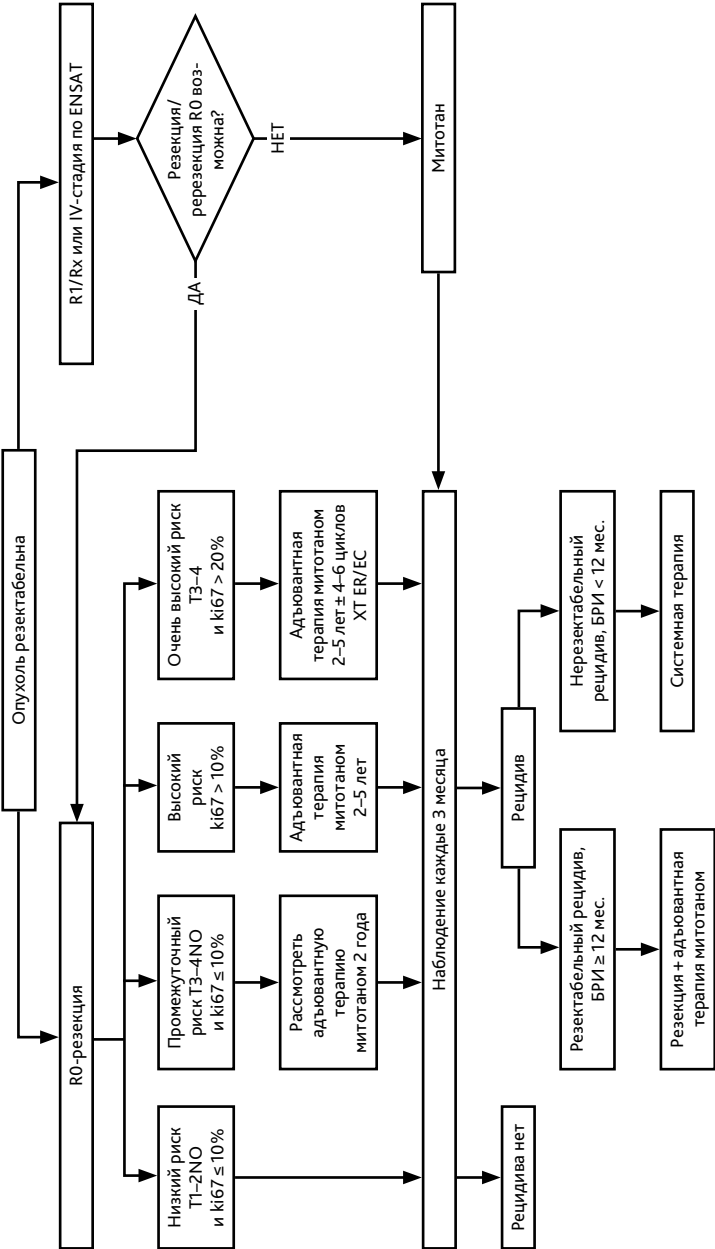 Опухоль резектабельна
R0-резекция
R1/Rx или IV-стадия по ENSAT
Резекция/
ререзекция R0 воз-
можна?
ДА
НЕТ
Низкий риск
T1–2NO
и ki67 ≤ 10%
Промежуточный
риск T3–4NO
и ki67 ≤ 10%
Высокий
риск
ki67 > 10%
Очень высокий риск
T3–4
и ki67 > 20%
Рассмотреть
адъювантную
терапию
митотаном 2 года
Адъювантная
терапия
митотаном
2–5 лет
Адъювантная
терапия митотаном
2–5 лет ± 4–6 циклов
ХТ ER/EC
Митотан
Наблюдение каждые 3 месяца
Рецидива нет
Рецидив
Резектабельный рецидив,
БРИ ≥ 12 мес.
Нерезектабельный
рецидив, БРИ < 12 мес.
Резекция + адъювантная
терапия митотаном
Системная терапия